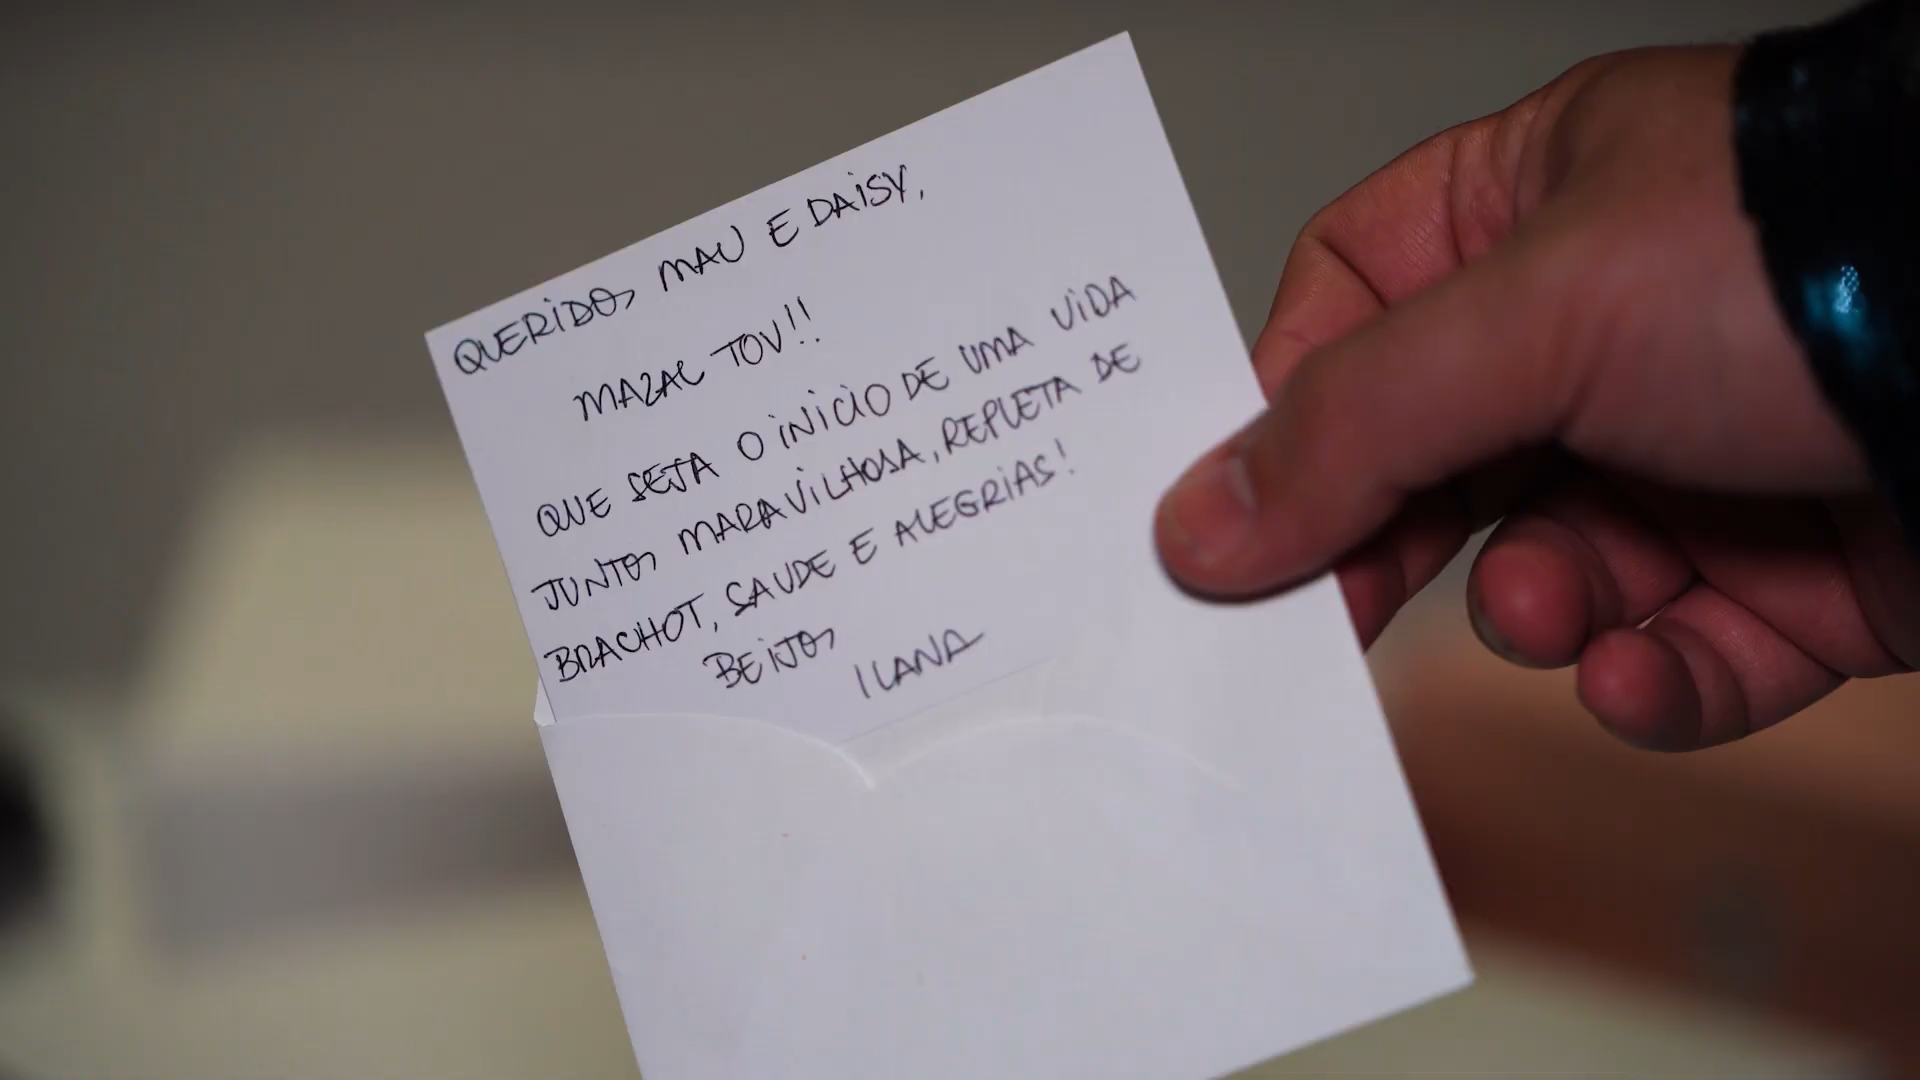 QUERIDOS MAU E DAISY,
MAZAL TOV!!
QUE SEJA O INICIO DE UMA VIDA
JUNTOS MARAVILHOSA, REPLETA DE
BRACHOT, SAUDE E ALEGRIAS!
BEIJOS
ILANA